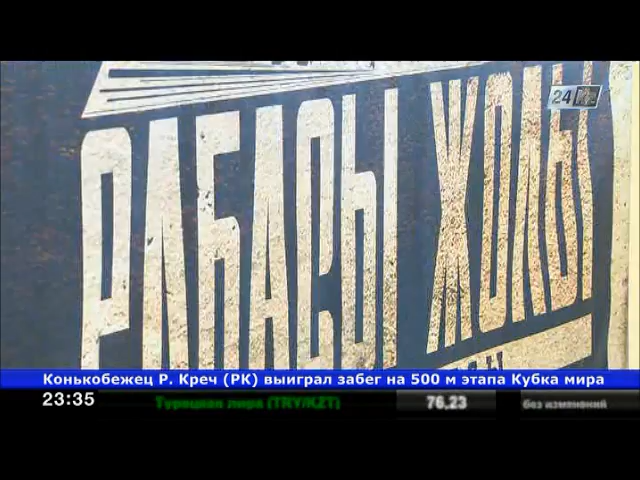 24KZ
РАБАСЫ ЖОЛЫ
Конькобежец Р. Креч (РК) выиграл забег на 500 м этапа Кубка мира
23:35 Турецкая лира (TRY/KZT) 76,23 без изменений